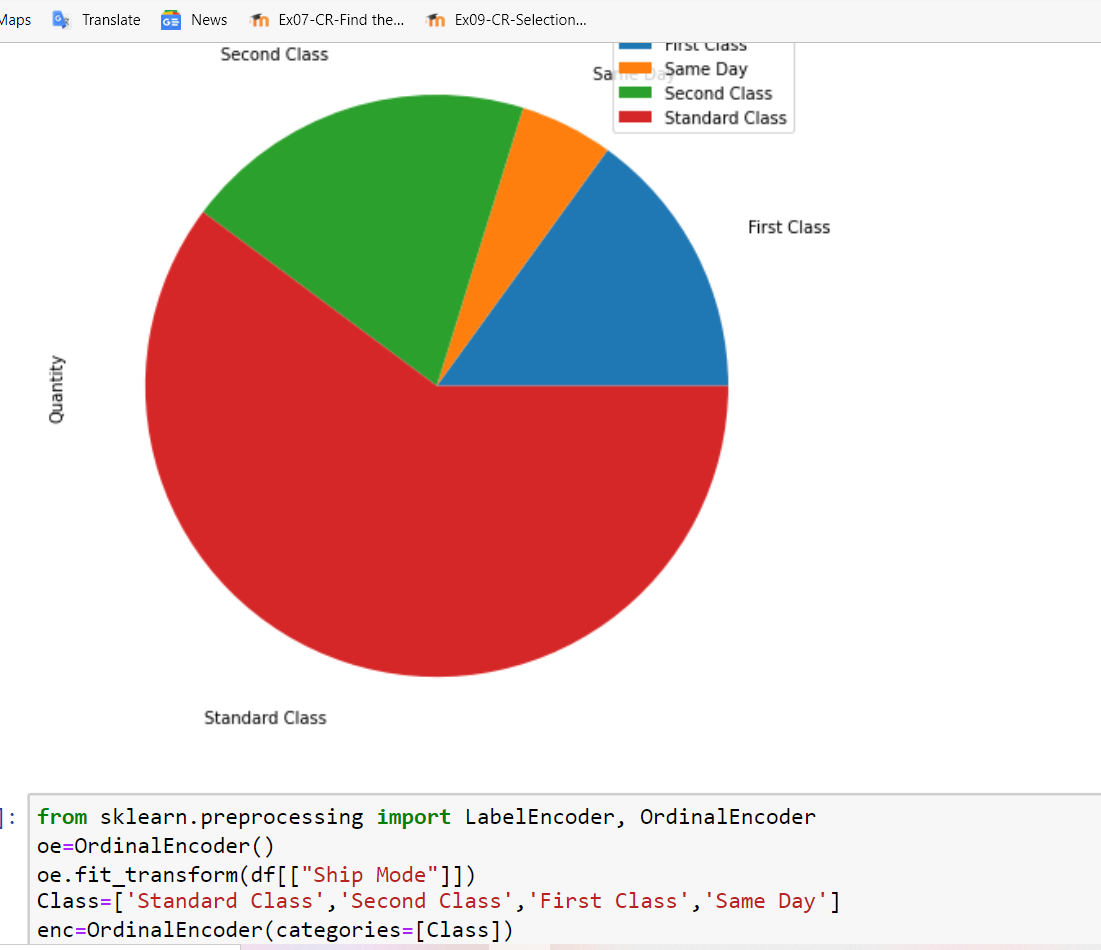 Maps Translate News Ex07-CR-Find the... Ex09-CR-Selection...
Second Class
First Class
Same Day
Same Day
Second Class
Standard Class
First Class
Quantity
Standard Class
]: from sklearn.preprocessing import LabelEncoder, OrdinalEncoder
oe=OrdinalEncoder()
oe.fit_transform(df[["Ship Mode"]])
Class=['Standard Class','Second Class','First Class','Same Day']
enc=OrdinalEncoder(categories=[Class])